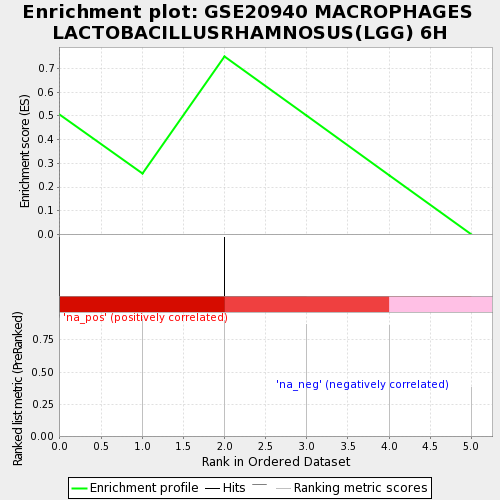 Enrichment plot: GSE20940 MACROPHAGES
LACTOBACILLUSRHAMNOSUS(LGG) 6H
Enrichment score (ES)
0.7
0.6
0.5
0.4
0.3
0.2
0.1
0.0
'na_pos' (positively correlated)
Ranked list metric (PreRanked)
0.75
0.50
0.25
0.00
'na_neg' (negatively correlated)
0.0 0.5 1.0 1.5 2.0 2.5 3.0 3.5 4.0 4.5 5.0
Rank in Ordered Dataset
Enrichment profile Hits Ranking metric scores